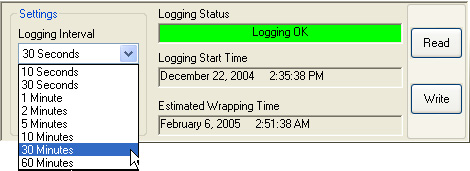 Settings
Logging Interval
30 Seconds
10 Seconds
30 Seconds
1 Minute
2 Minutes
5 Minutes
10 Minutes
30 Minutes
60 Minutes
Logging Status
Logging OK
Logging Start Time
December 22, 2004 2:35:38 PM
Estimated Wrapping Time
February 6, 2005 2:51:38 AM
Read
Write